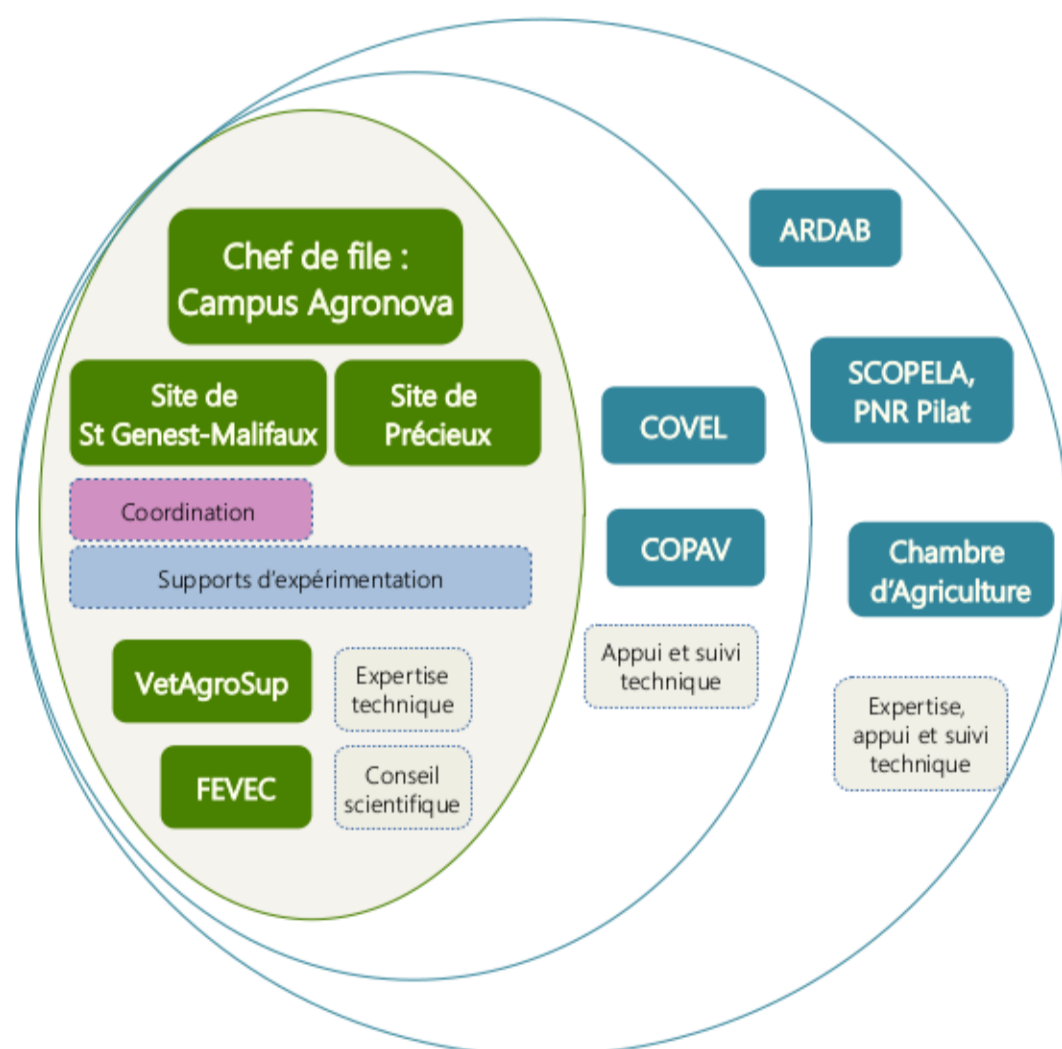 Chef de file :
Campus Agronova
Site de
St Genest-Malifaux
Site de
Précieux
Coordination
Supports d'expérimentation
VetAgroSup
Expertise
technique
FEVEC
Conseil
scientifique
COVEL
COPAV
Appui et suivi
technique
ARDAB
SCOPELA,
PNR Pilat
Chambre
d'Agriculture
Expertise,
appui et suivi
technique